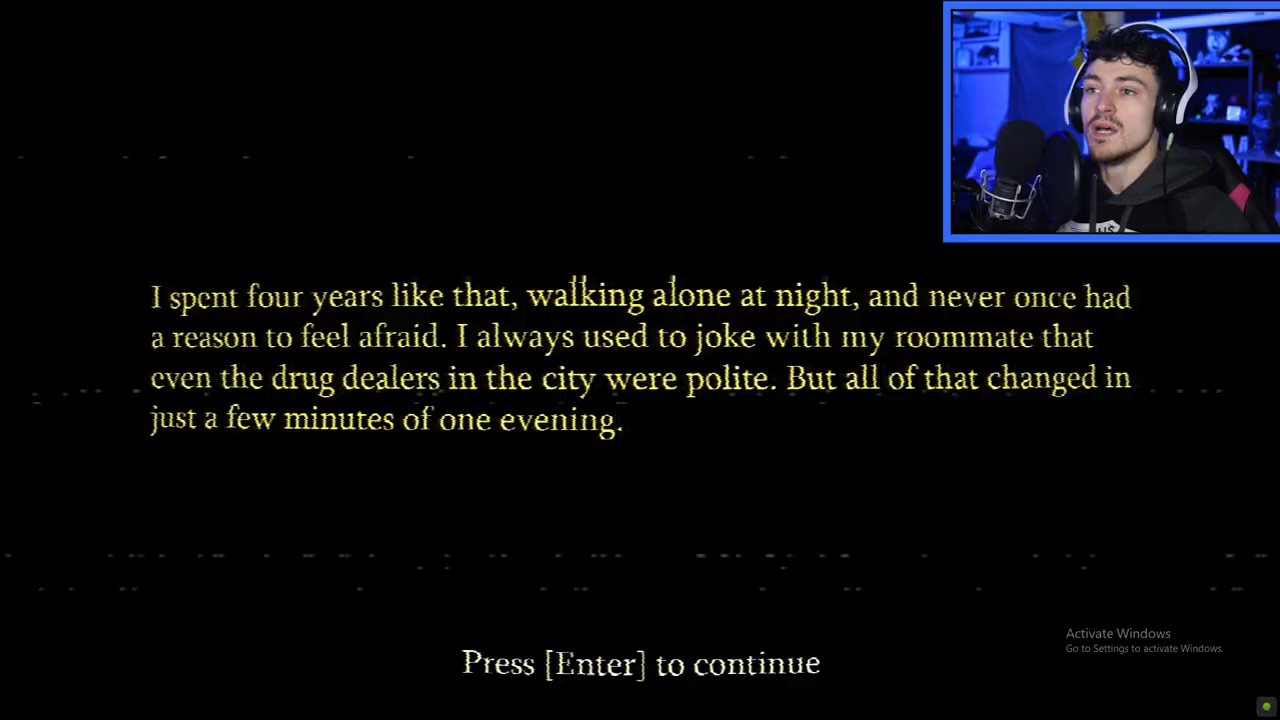 I spent four years like that, walking alone at night, and never once had
a reason to feel afraid. I always used to joke with my roommate that
even the drug dealers in the city were polite. But all of that changed in
just a few minutes of one evening.
Press [Enter] to continue
Activate Windows
Go to Settings to activate Windows.